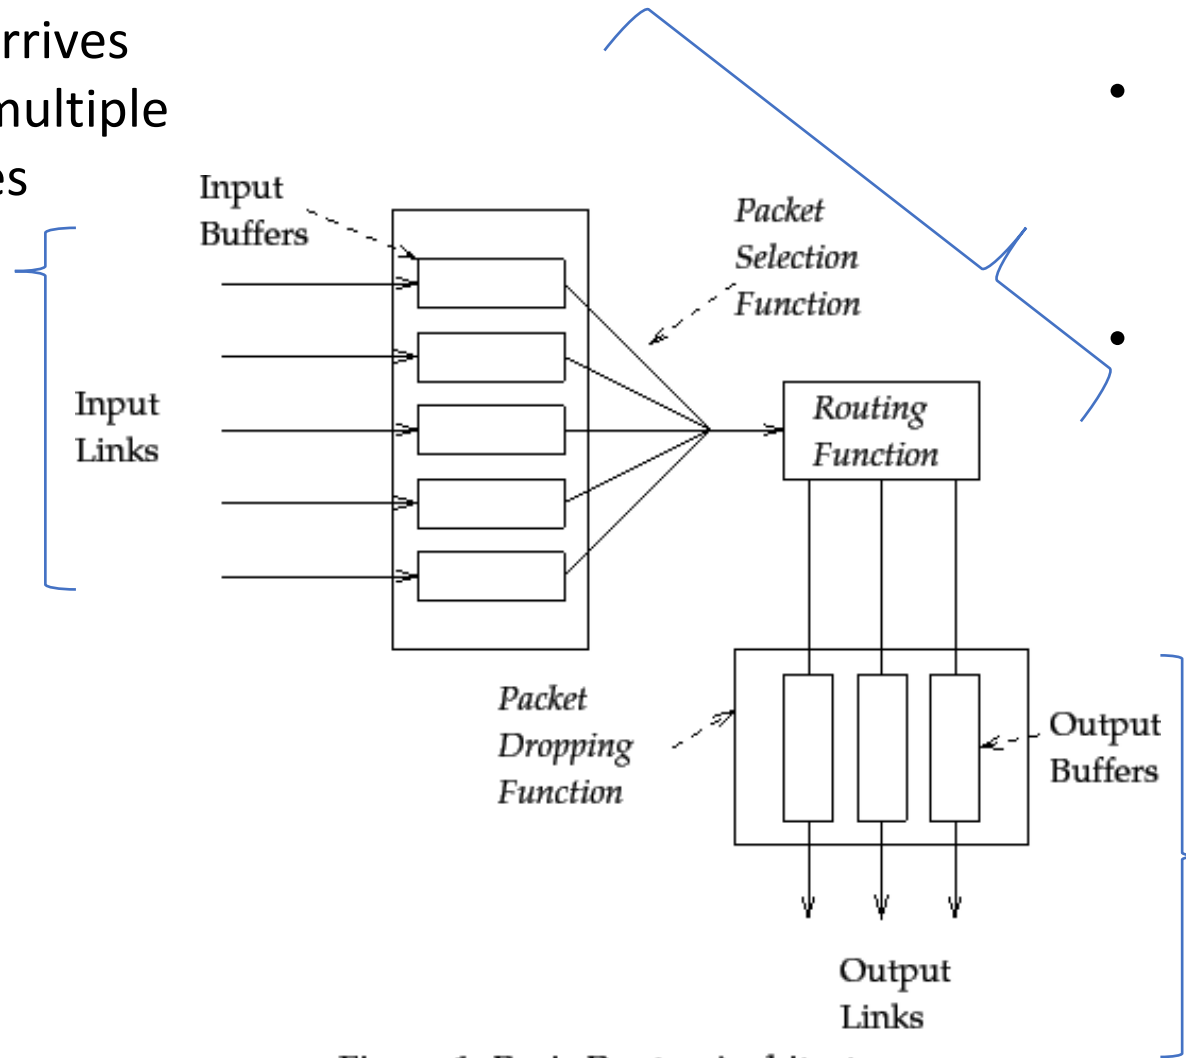 rrives
multiple
es
Input
Buffers
Packet
Selection
Function
Input
Links
Routing
Function
Packet
Dropping
Function
Output
Buffers
Output
Links